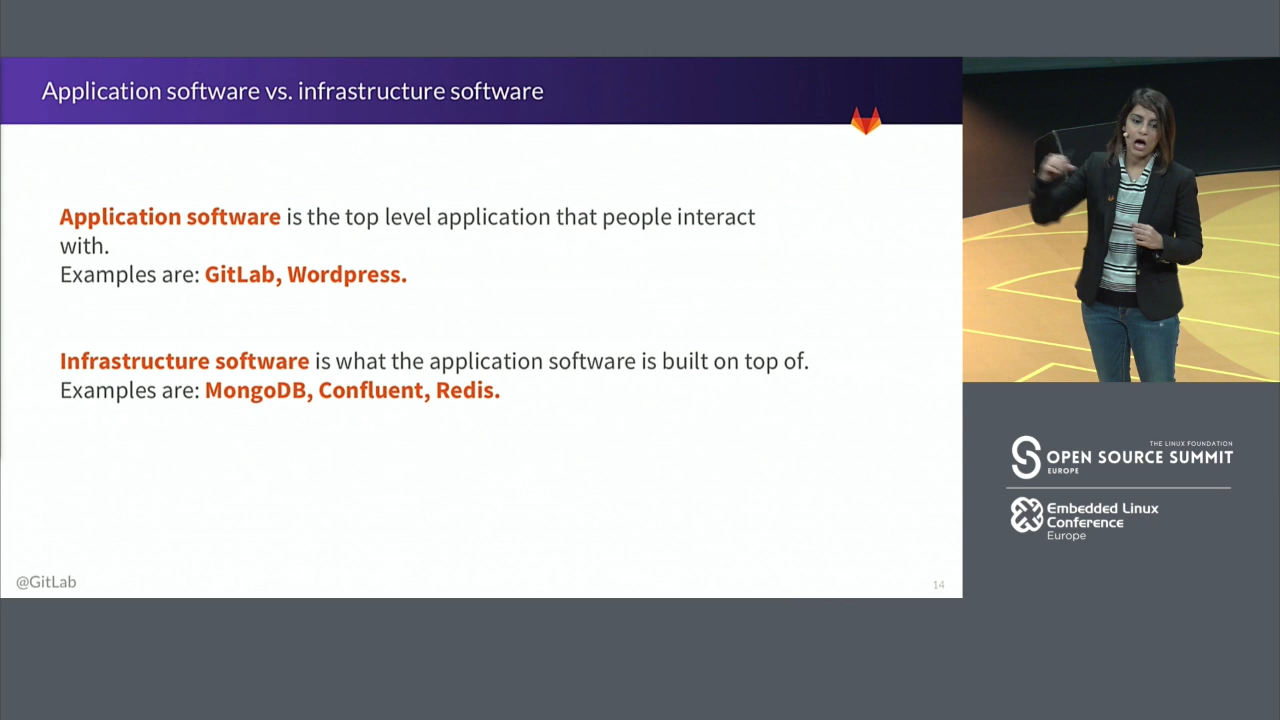 Application software vs. infrastructure software
Application software is the top level application that people interact
with.
Examples are: GitLab, Wordpress.
Infrastructure software is what the application software is built on top of.
Examples are: MongoDB, Confluent, Redis.
@GitLab
14
THE LINUX FOUNDATION
OPEN SOURCE SUMMIT
EUROPE
Embedded Linux
Conference
Europe